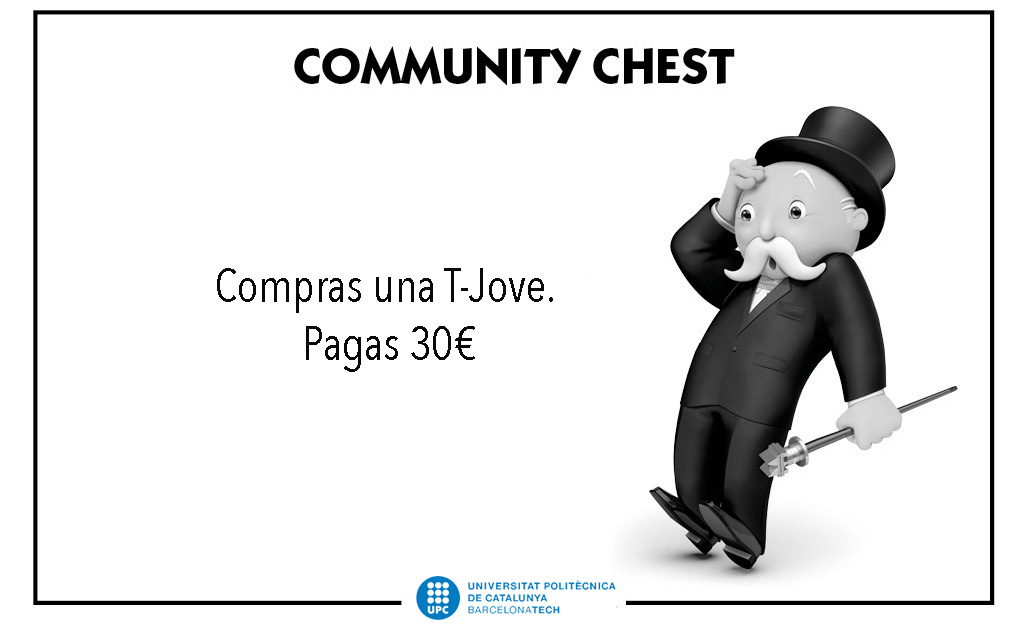 COMMUNITY CHEST
Compras una T-Jove.
Pagas 30€
UPC
UNIVERSITAT POLITÈCNICA
DE CATALUNYA
BARCELONATECH